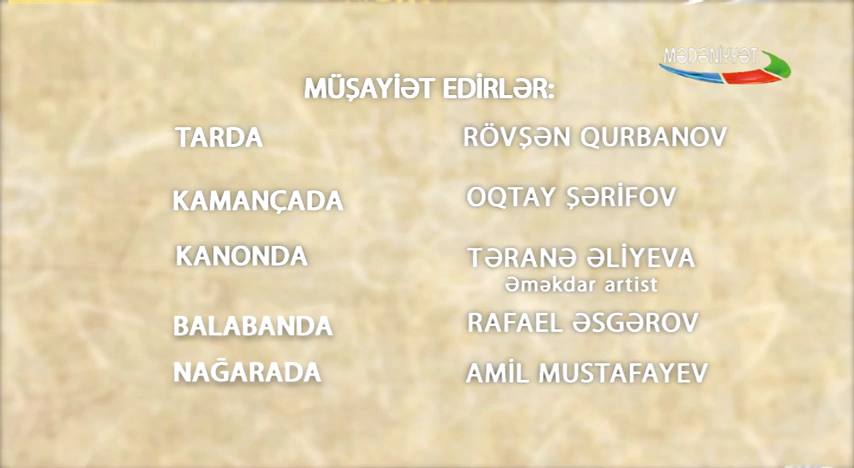 MƏDƏNİYYƏT
MÜŞAYİƏT EDİRLƏR:
TARDA RÖVŞƏN QURBANOV
KAMANÇADA OQTAY ŞƏRİFOV
KANONDA TƏRANƏ ƏLİYEVA
Əməkdar artist
BALABANDA RAFAEL ƏSGƏROV
NAĞARADA AMİL MUSTAFAYEV